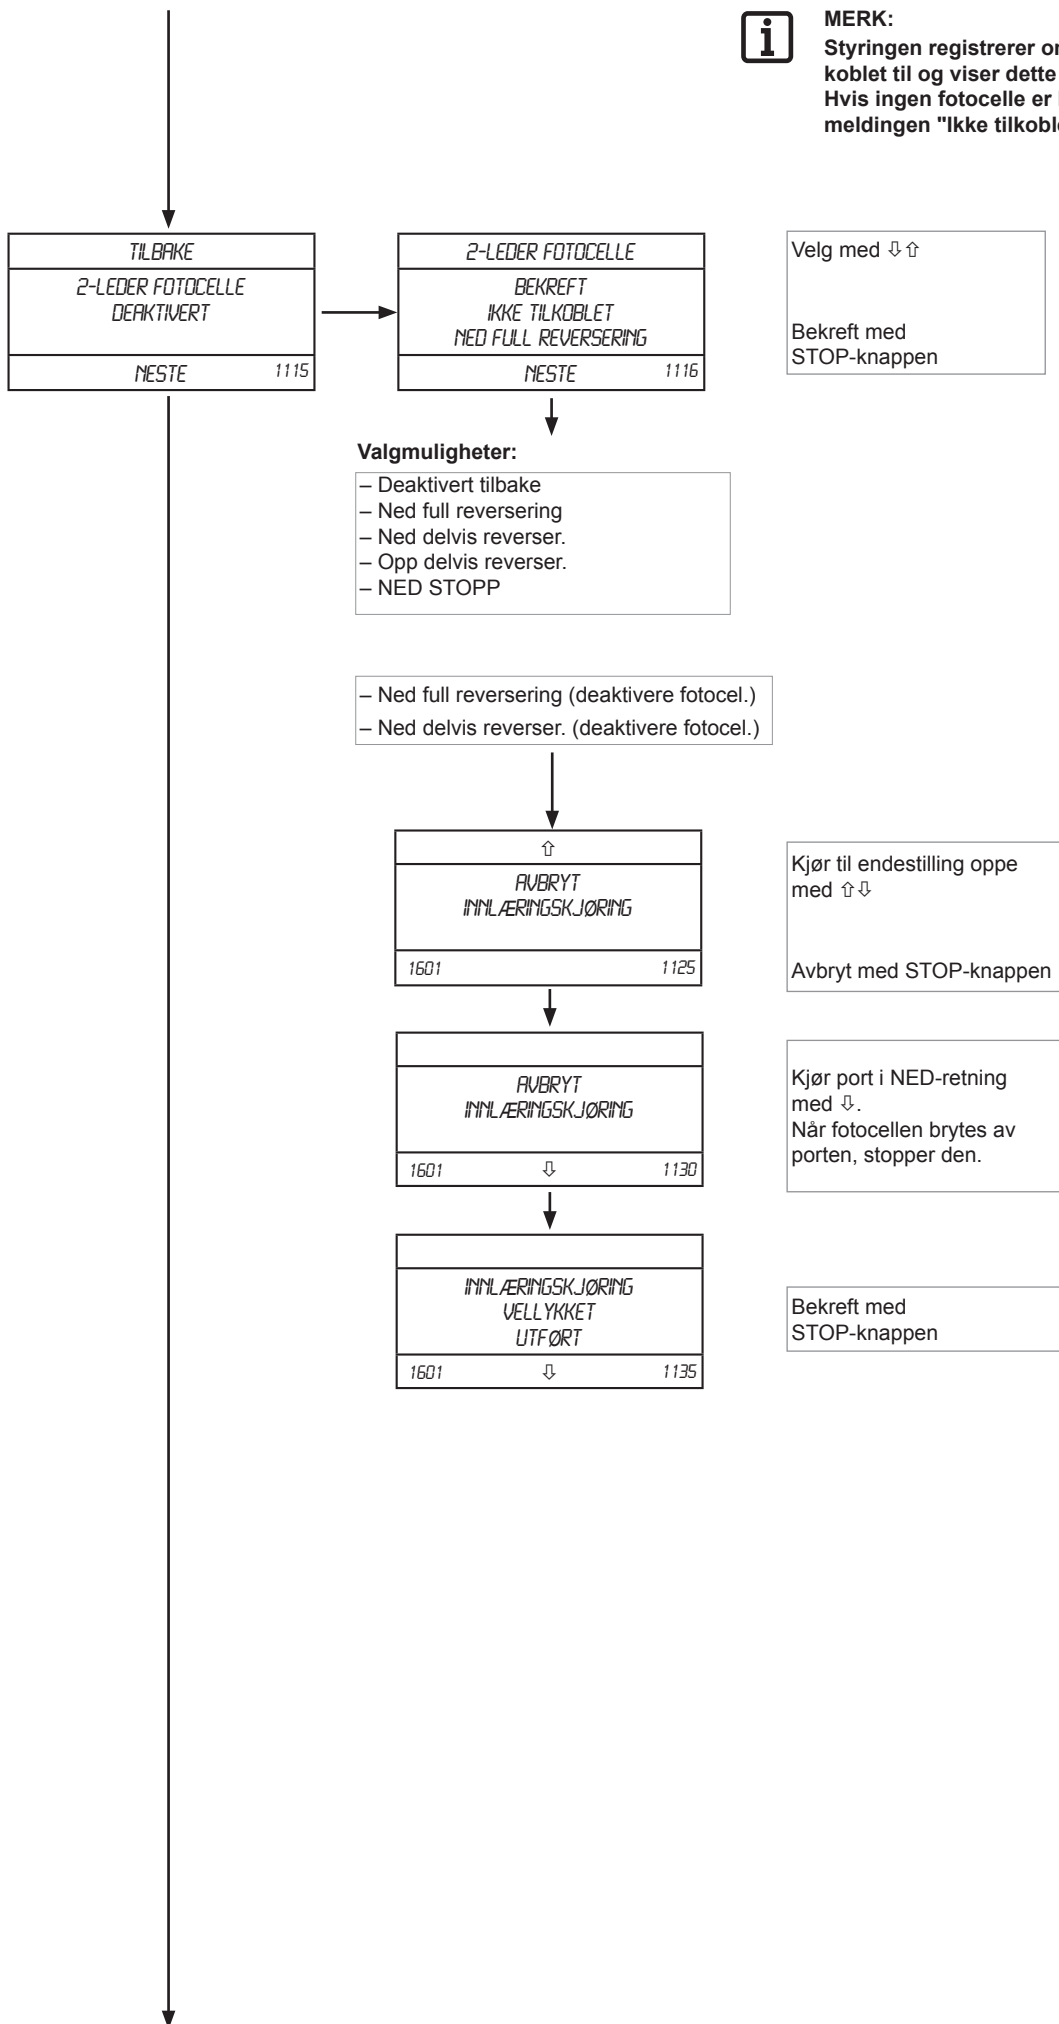 MERK:
Styringen registrerer
koblet til og viser dette
Hvis ingen fotocelle er
meldingen "Ikke
TILBAKE
2-LEDER FOTOCELLE
DEAKTIVERT
NESTE 1115
2-LEDER FOTOCELLE
BEKREFT
IKKE TILKOBLET
NED FULL REVERSERING
NESTE 1116
Velg med ⇩⇧
Bekreft med
STOP-knappen
Valgmuligheter:
– Deaktivert tilbake
– Ned full reversering
– Ned delvis reverser.
– Opp delvis reverser.
– NED STOPP
– Ned full reversering (deaktivere fotocel.)
– Ned delvis reverser. (deaktivere fotocel.)
⇧
AVBRYT
INNLÆRINGSKJØRING
1601 1125
Kjør til endestilling oppe
med ⇧⇩
Avbryt med STOP-knappen
AVBRYT
INNLÆRINGSKJØRING
1601 ⇩ 1130
Kjør port i NED-retning
med ⇩.
Når fotocellen brytes av
porten, stopper den.
INNLÆRINGSKJØRING
VELLYKKET
UTFØRT
1601 ⇩ 1135
Bekreft med
STOP-knappen